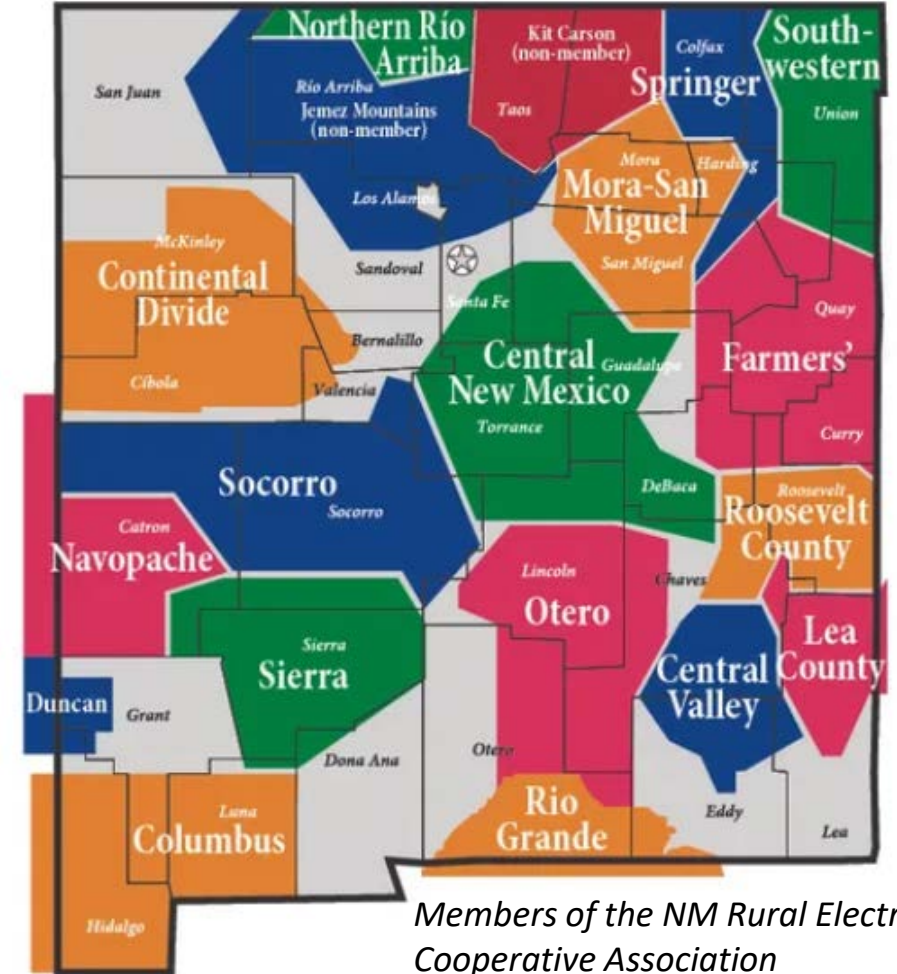 Northern Río
Arriba
Kit Carson
(non-member)
Taos
Colfax
Springer
South-
western
Union
San Juan
Río Arriba
Jemez Mountains
(non-member)
Los Alamos
Mora
Harding
Mora-San
Miguel
San Miguel
McKinley
Continental
Divide
Cíbola
Sandoval
Santa Fe
Bernalillo
Valencia
Central
New Mexico
Guadalupe
Torrance
DeBaca
Quay
Farmers'
Curry
Socorro
Socorro
Roosevelt
Roosevelt
County
Catron
Navopache
Lincoln
Otero
Chaves
Sierra
Sierra
Central
Valley
Lea
County
Duncan
Grant
Dona Ana
Otero
Eddy
Lea
Luna
Columbus
Hidalgo
Rio
Grande
Members of the NM Rural Electr
Cooperative Association